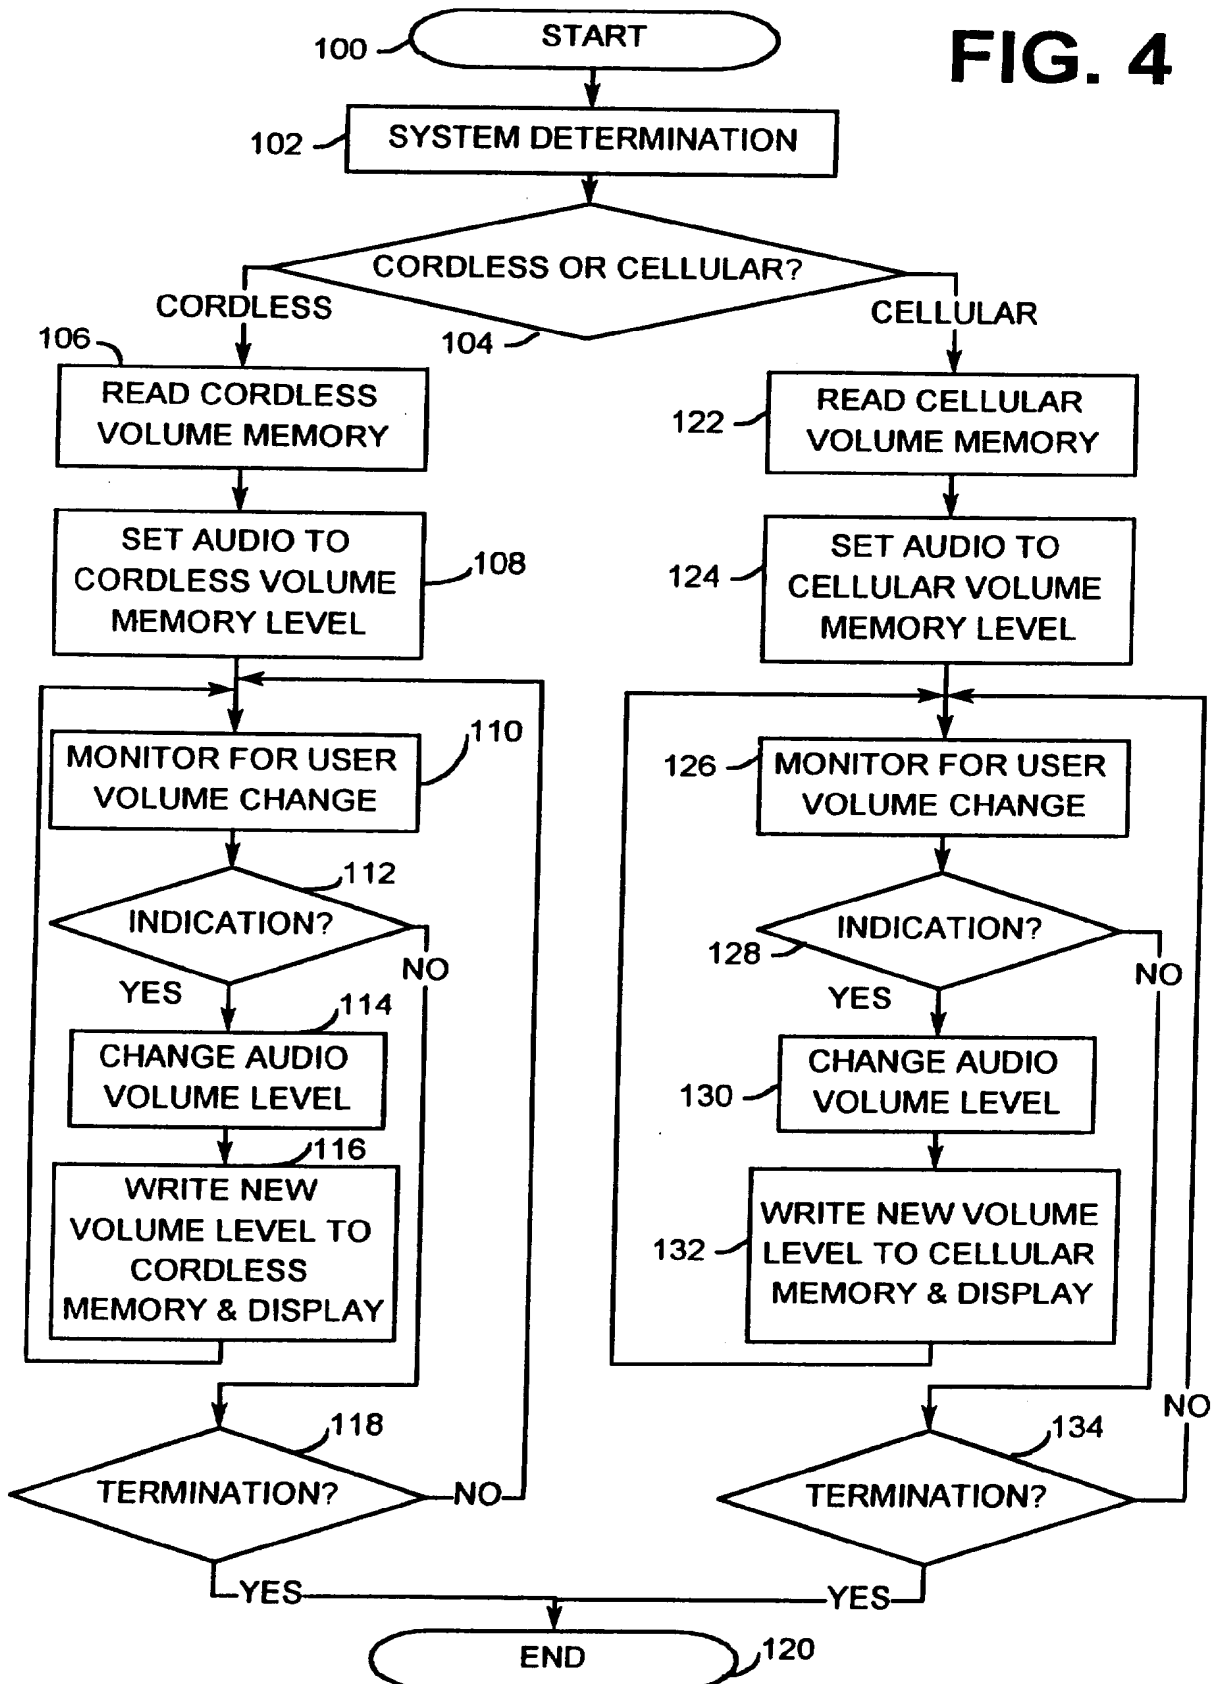 FIG. 4
START
100
102
SYSTEM DETERMINATION
CORDLESS OR CELLULAR?
104
CORDLESS
CELLULAR
106
READ CORDLESS
VOLUME MEMORY
SET AUDIO TO
CORDLESS VOLUME
MEMORY LEVEL
108
MONITOR FOR USER
VOLUME CHANGE
110
INDICATION?
112
NO
YES
114
CHANGE AUDIO
VOLUME LEVEL
116
WRITE NEW
VOLUME LEVEL TO
CORDLESS
MEMORY & DISPLAY
118
TERMINATION?
NO
YES
122
READ CELLULAR
VOLUME MEMORY
124
SET AUDIO TO
CELLULAR VOLUME
MEMORY LEVEL
126
MONITOR FOR USER
VOLUME CHANGE
INDICATION?
128
NO
YES
130
CHANGE AUDIO
VOLUME LEVEL
132
WRITE NEW VOLUME
LEVEL TO CELLULAR
MEMORY & DISPLAY
NO
134
TERMINATION?
YES
END
120